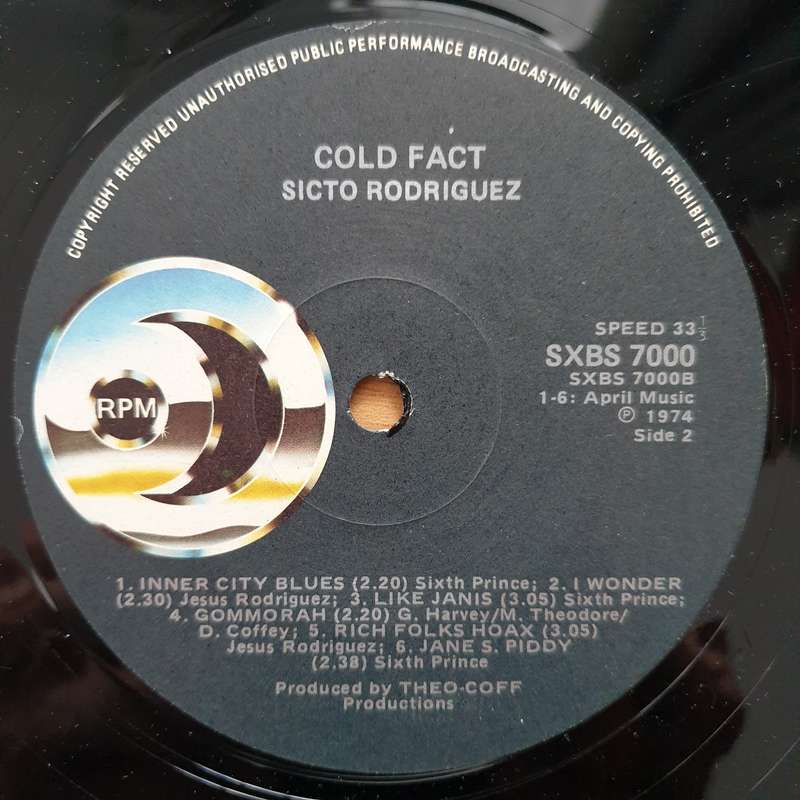 COPYRIGHT RESERVED UNAUTHORISED PUBLIC PERFORMANCE BROADCASTING AND COPYING PROHIBITED
COLD FACT
SICTO RODRIGUEZ
RPM
SPEED 33 1/3
SXBS 7000
SXBS 7000B
1-6: April Music
Ⓟ 1974
Side 2
1. INNER CITY BLUES (2.20) Sixth Prince; 2. I WONDER
(2.30) Jesus Rodriguez; 3. LIKE JANIS (3.05) Sixth Prince;
4. GOMMORAH (2.20) G. Harvey/M. Theodore/
D. Coffey; 5. RICH FOLKS HOAX (3.05)
Jesus Rodriguez; 6. JANE S. PIDDY
(2.38) Sixth Prince
Produced by THEO-COFF
Productions